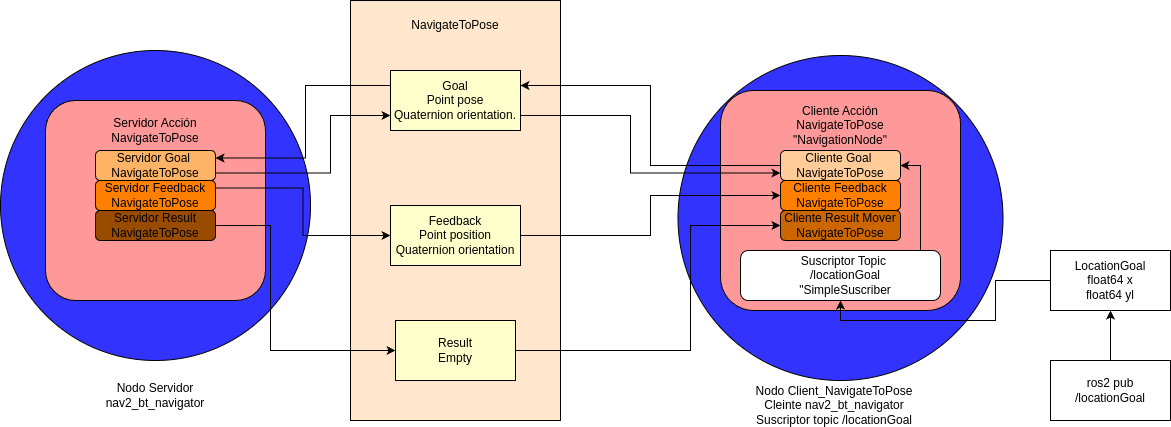 NavigateToPose
Servidor Acción
NavigateToPose
Servidor Goal
NavigateToPose
Servidor Feedback
NavigateToPose
Servidor Result
NavigateToPose
Nodo Servidor
nav2_bt_navigator
Goal
Point pose
Quaternion orientation.
Feedback
Point position
Quaternion orientation
Result
Empty
Cliente Acción
NavigateToPose
"NavigationNode"
Cliente Goal
NavigateToPose
Cliente Feedback
NavigateToPose
Cliente Result Mover
NavigateToPose
Suscriptor Topic
/locationGoal
"SimpleSuscriber
Nodo Client_NavigateToPose
Cleinte nav2_bt_navigator
Suscriptor topic /locationGoal
LocationGoal
float64 x
float64 yl
ros2 pub
/locationGoal